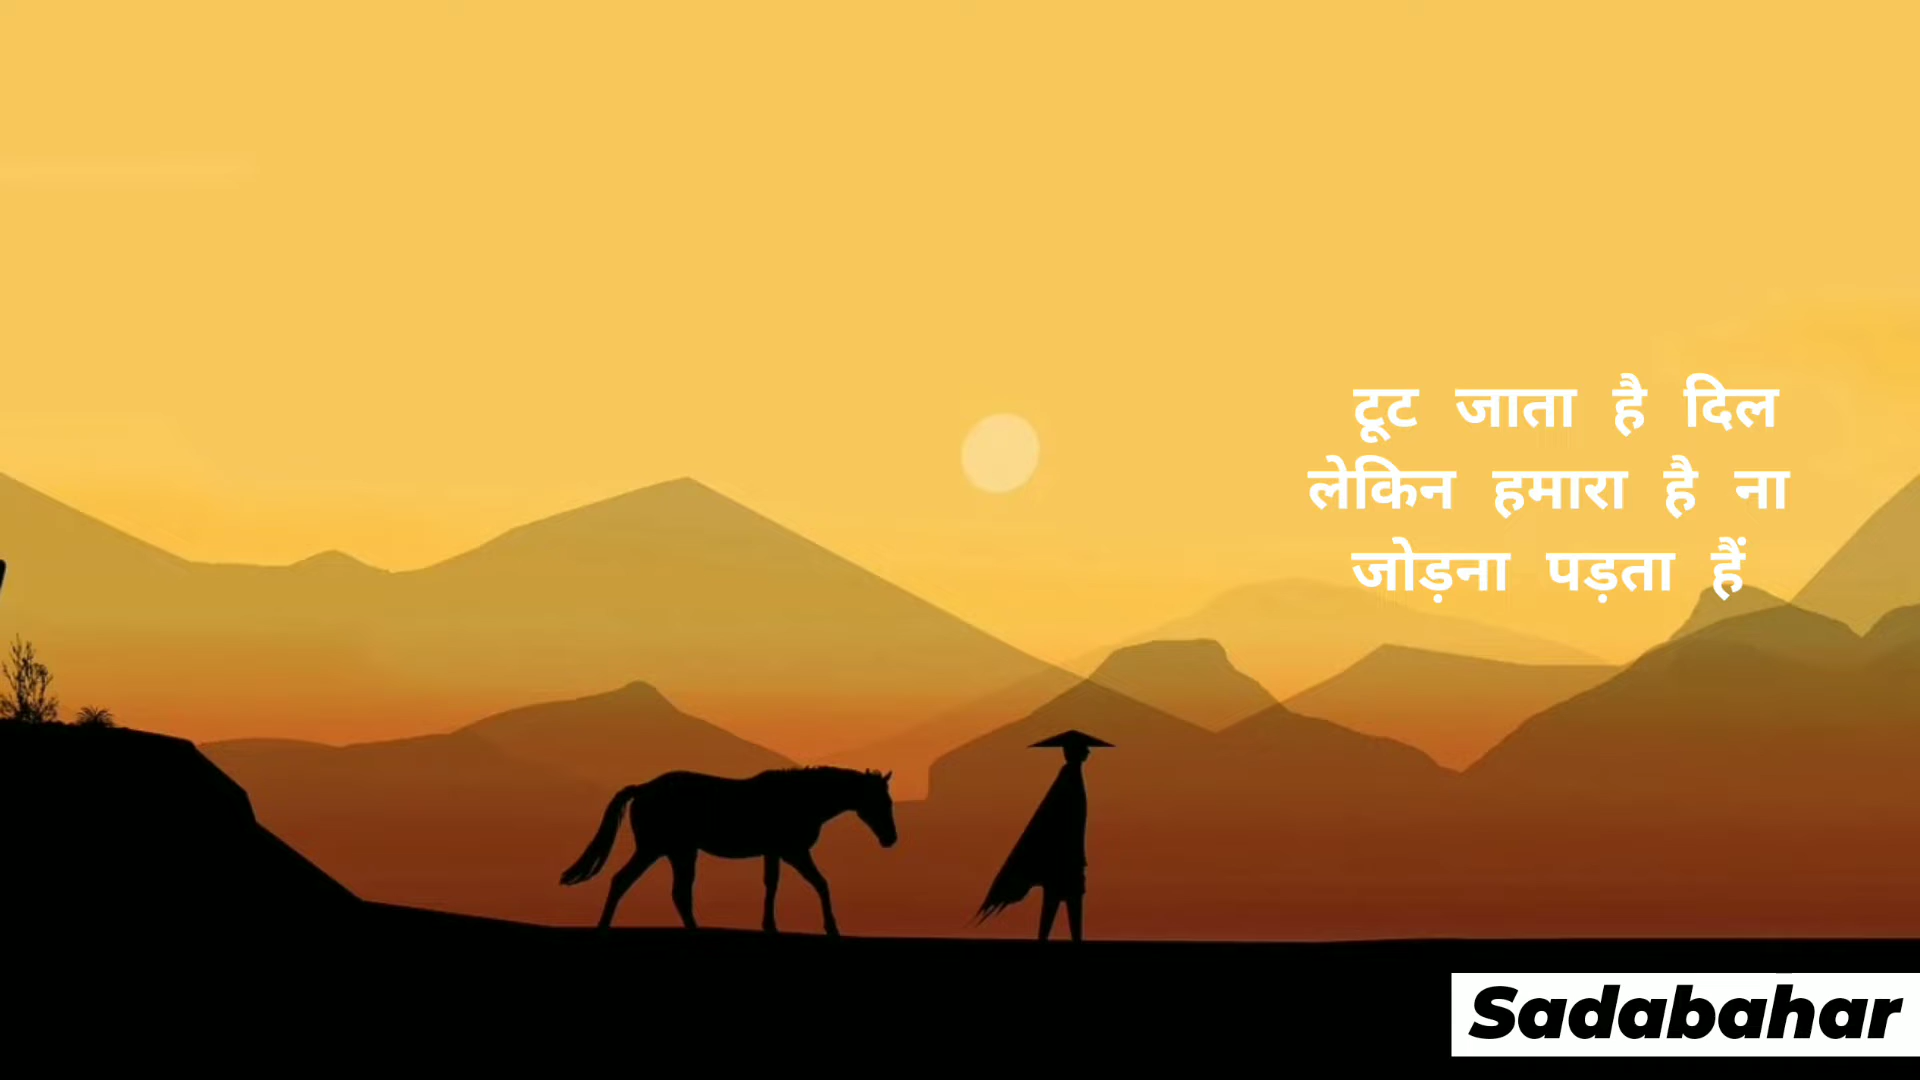 टूट जाता है दिल
लेकिन हमारा है ना
जोड़ना पड़ता हैं
Sadabahar